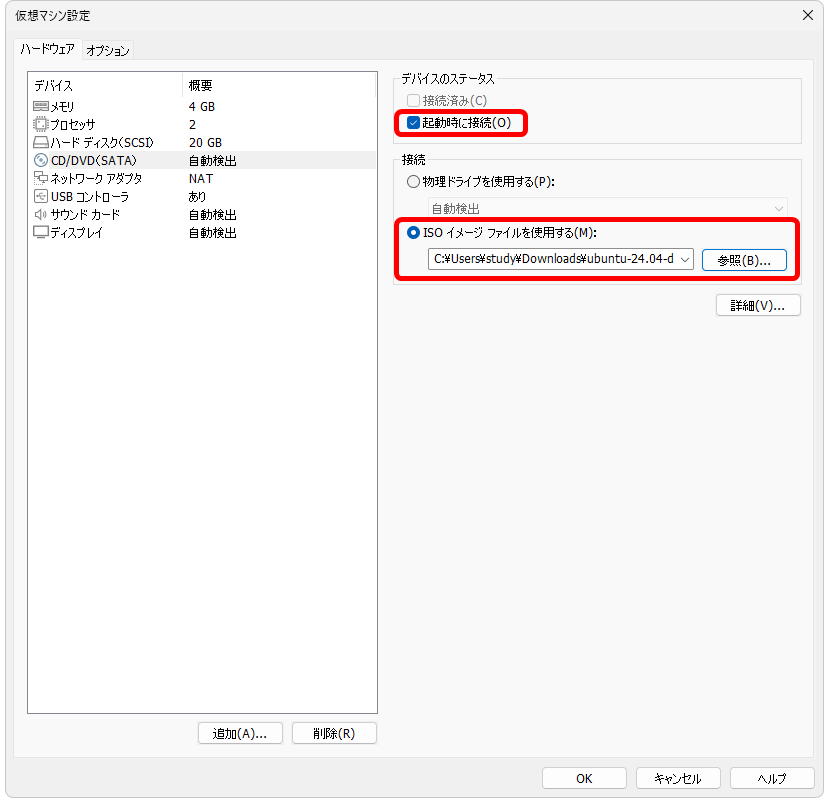 仮想マシン設定
ハードウェア オプション
デバイス 概要
メモリ 4 GB
プロセッサ 2
ハード ディスク(SCSI) 20 GB
CD/DVD(SATA) 自動検出
ネットワーク アダプタ NAT
USB コントローラ あり
サウンド カード 自動検出
ディスプレイ 自動検出
追加(A)... 削除(R)
デバイスのステータス
接続済み(C)
起動時に接続(O)
接続
物理ドライブを使用する(P):
自動検出
ISO イメージ ファイルを使用する(M):
C:¥Users¥study¥Downloads¥ubuntu-24.04-d 参照(B)...
詳細(V)...
OK キャンセル ヘルプ